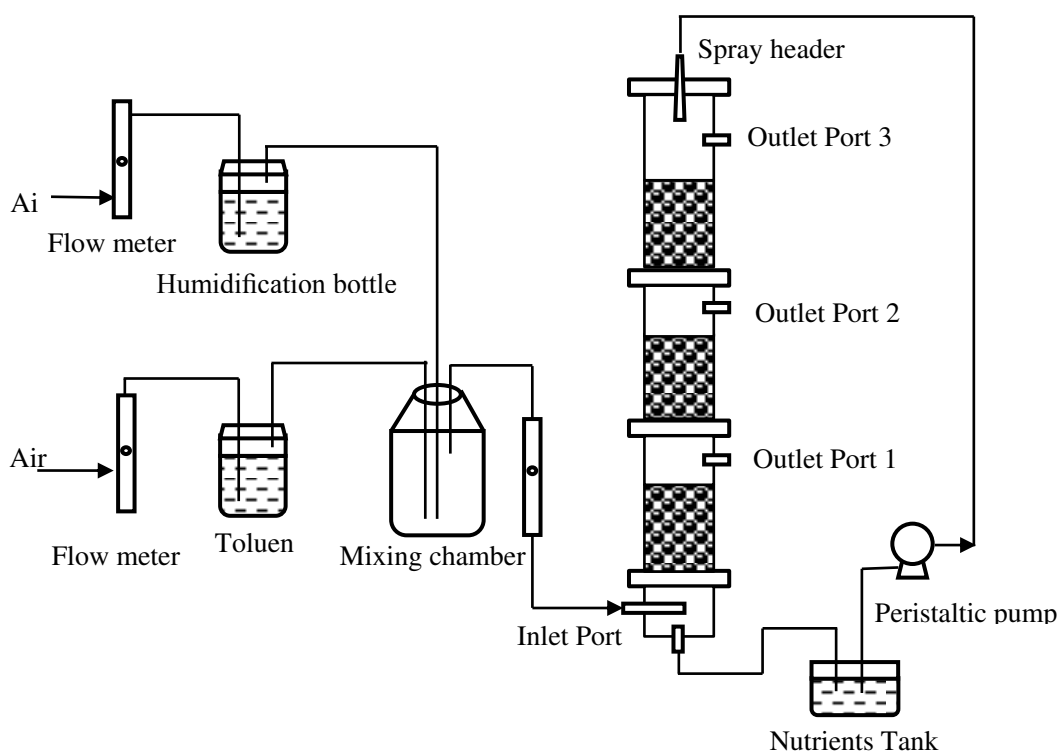 Spray header
Outlet Port 3
Ai
Flow meter
Humidification bottle
Outlet Port 2
Air
Outlet Port 1
Flow meter
Toluen
Mixing chamber
Inlet Port
Peristaltic pump
Nutrients Tank